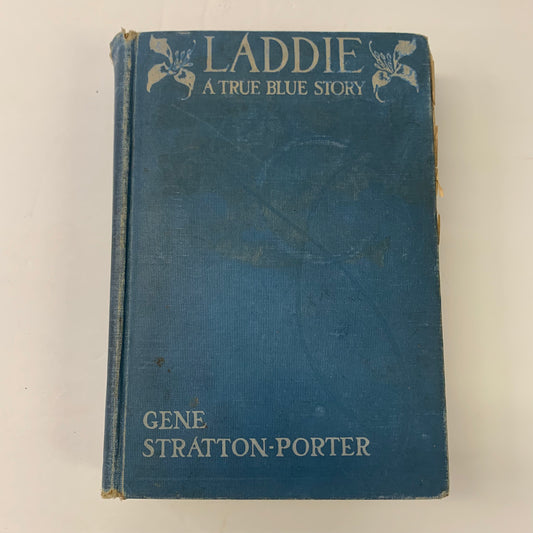 LADDIE
A TRUE BLUE STORY
GENE
STRATTON-PORTER